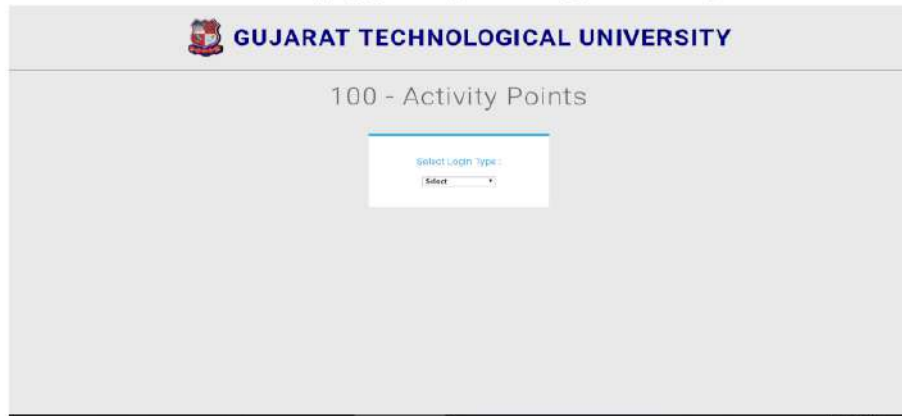 GUJARAT TECHNOLOGICAL UNIVERSITY
100 - Activity Points
Select Login Type :
Select